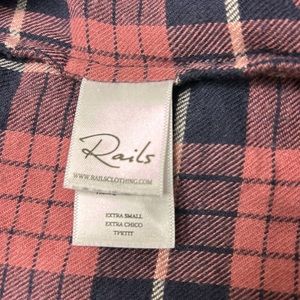 Rails
WWW.RAILSCLOTHING.COM
EXTRA SMALL
EXTRA CHICO
TPETIT